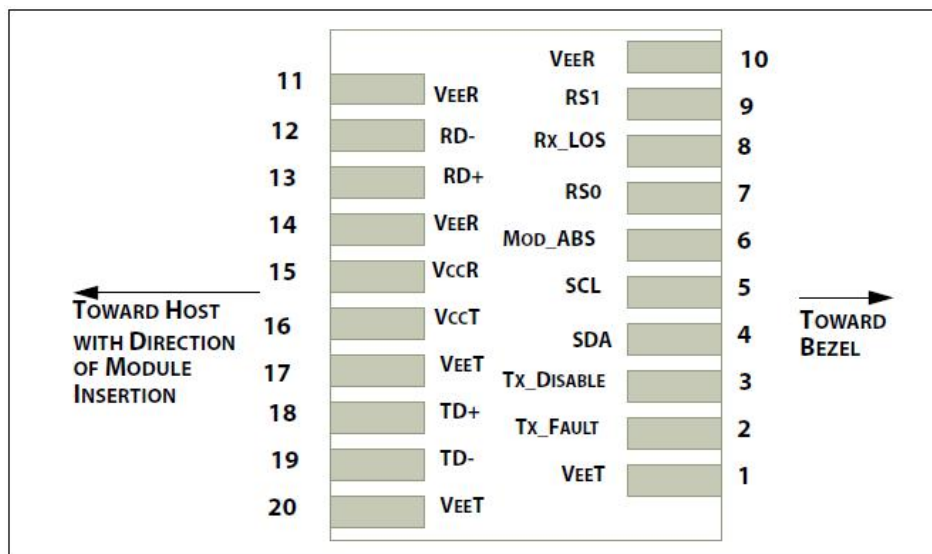 11 VEER
12 RD-
13 RD+
14 VEER
15 VCCR
16 VCCT
17 VEET
18 TD+
19 TD-
20 VEET
VEER 10
RS1 9
RX_LOS 8
RS0 7
MOD_ABS 6
SCL 5
SDA 4
TX_DISABLE 3
TX_FAULT 2
VEET 1
TOWARD HOST
WITH DIRECTION
OF MODULE
INSERTION
TOWARD
BEZEL